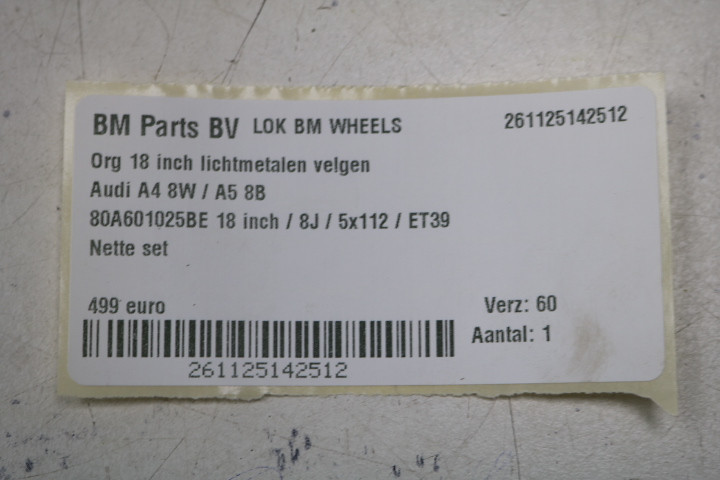 BM Parts BV LOK BM WHEELS 261125142512
Org 18 inch lichtmetalen velgen
Audi A4 8W / A5 8B
80A601025BE 18 inch / 8J / 5x112 / ET39
Nette set
499 euro Verz: 60
Aantal: 1
261125142512